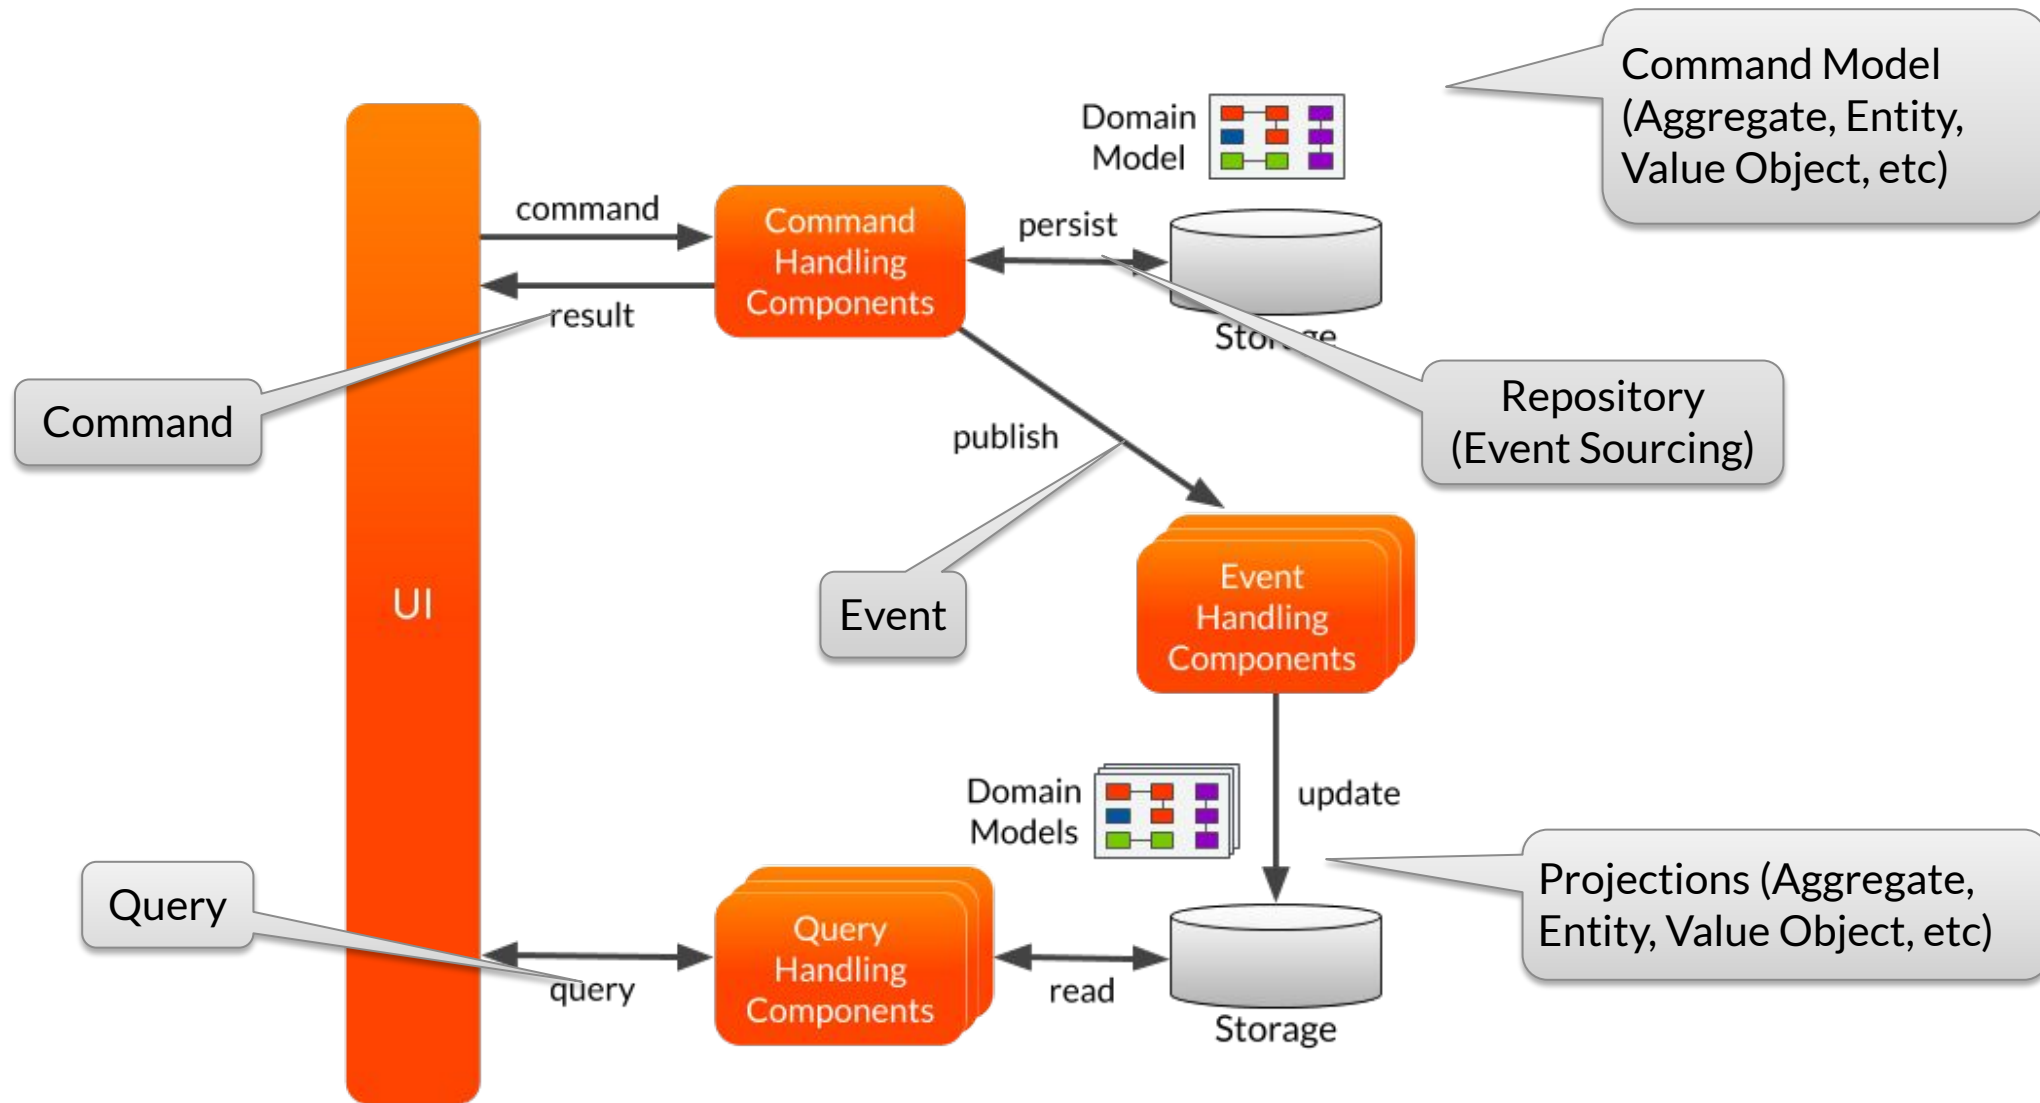 Command Model
(Aggregate, Entity,
Value Object, etc)
Domain
Model
command
Command
Handling
Components
persist
result
Storage
Command
Repository
(Event Sourcing)
publish
Event
Event
Handling
Components
UI
Domain
Models
update
Projections (Aggregate,
Entity, Value Object, etc)
Query
Query
Handling
Components
query
read
Storage